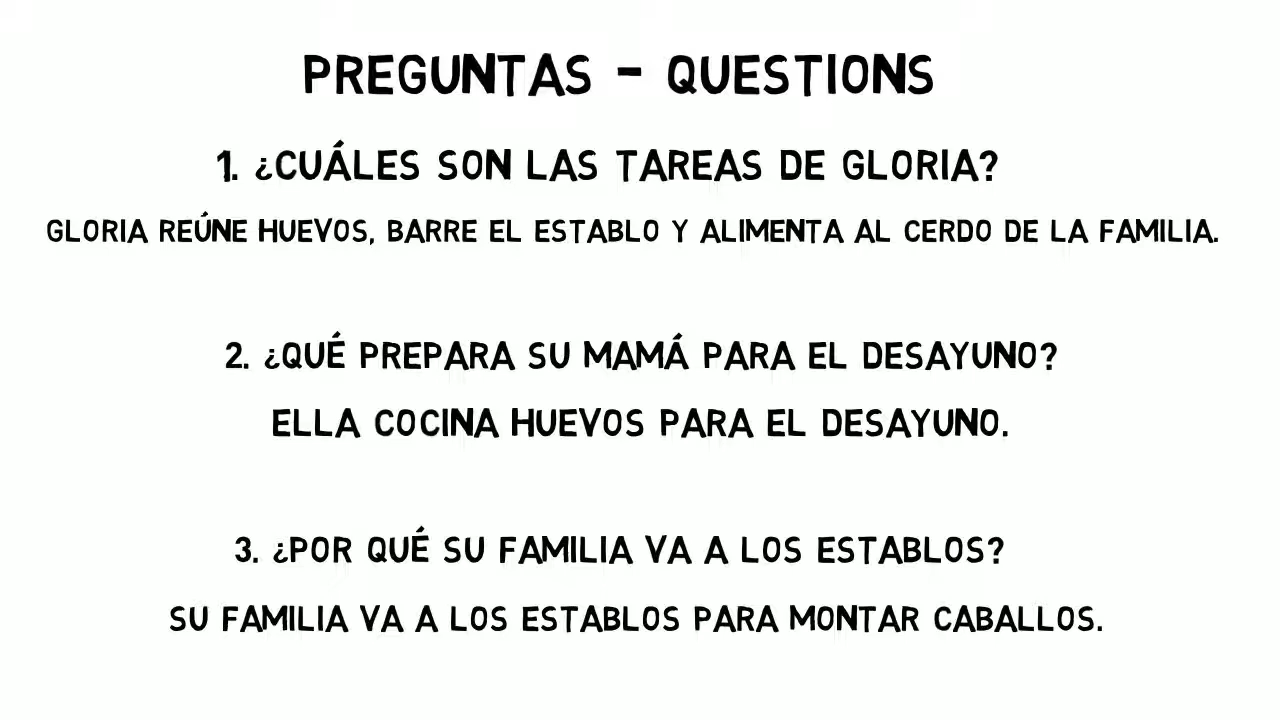 PREGUNTAS - QUESTIONS
1. ¿CUÁLES SON LAS TAREAS DE GLORIA?
GLORIA REÚNE HUEVOS, BARRE EL ESTABLO Y ALIMENTA AL CERDO DE LA FAMILIA.
2. ¿QUÉ PREPARA SU MAMÁ PARA EL DESAYUNO?
ELLA COCINA HUEVOS PARA EL DESAYUNO.
3. ¿POR QUÉ SU FAMILIA VA A LOS ESTABLOS?
SU FAMILIA VA A LOS ESTABLOS PARA MONTAR CABALLOS.